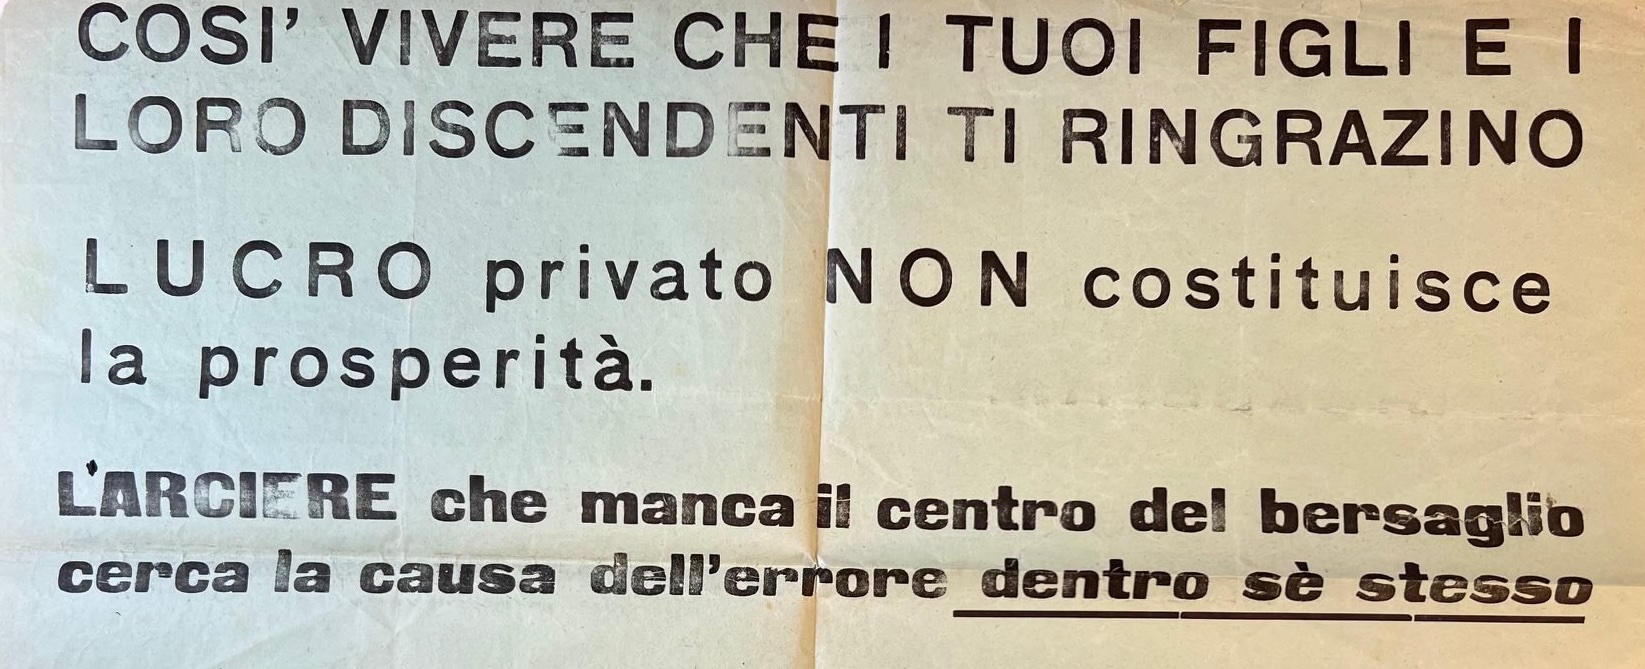 COSI' VIVERE CHE I TUOI FIGLI E I
LORO DISCENDENTI TI RINGRAZINO
LUCRO privato NON costituisce
la prosperità.
L'ARCIERE che manca il centro del bersaglio
cerca la causa dell'errore dentro sè stesso